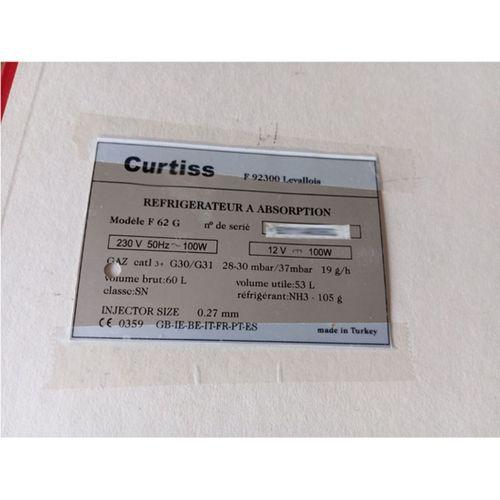 Curtiss F 92300 Levallois
REFRIGERATEUR A ABSORPTION
Modèle F 62 G n° de serié
230 V 50Hz ~ 100W 12 V ⎓ 100W
GAZ catI 3+ G30/G31 28-30 mbar/37mbar 19 g/h
volume brut:60 L volume utile:53 L
classe:SN réfrigérant:NH3 - 105 g
INJECTOR SIZE 0.27 mm
CE 0359 GB-IE-BE-IT-FR-PT-ES made in Turkey